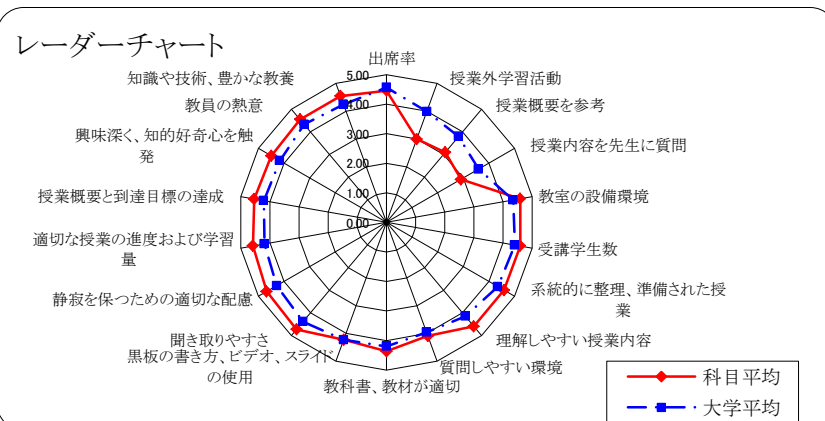 レーダーチャート
出席率
授業外学習活動
授業概要を参考
授業内容を先生に質問
教室の設備環境
受講学生数
系統的に整理、準備された授
業
理解しやすい授業内容
質問しやすい環境
教科書、教材が適切
黒板の書き方、ビデオ、スライド
の使用
聞き取りやすさ
静寂を保つための適切な配慮
適切な授業の進度および学習
量
授業概要と到達目標の達成
興味深く、知的好奇心を触
発
教員の熱意
知識や技術、豊かな教養
5.00
4.00
3.00
2.00
1.00
0.00
科目平均
大学平均